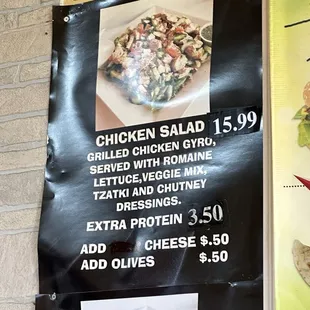 CHICKEN SALAD 15.99
GRILLED CHICKEN GYRO,
SERVED WITH ROMAINE
LETTUCE,VEGGIE MIX,
TZATKI AND CHUTNEY
DRESSINGS.
EXTRA PROTEIN 3.50
ADD CHEESE $.50
ADD OLIVES $.50